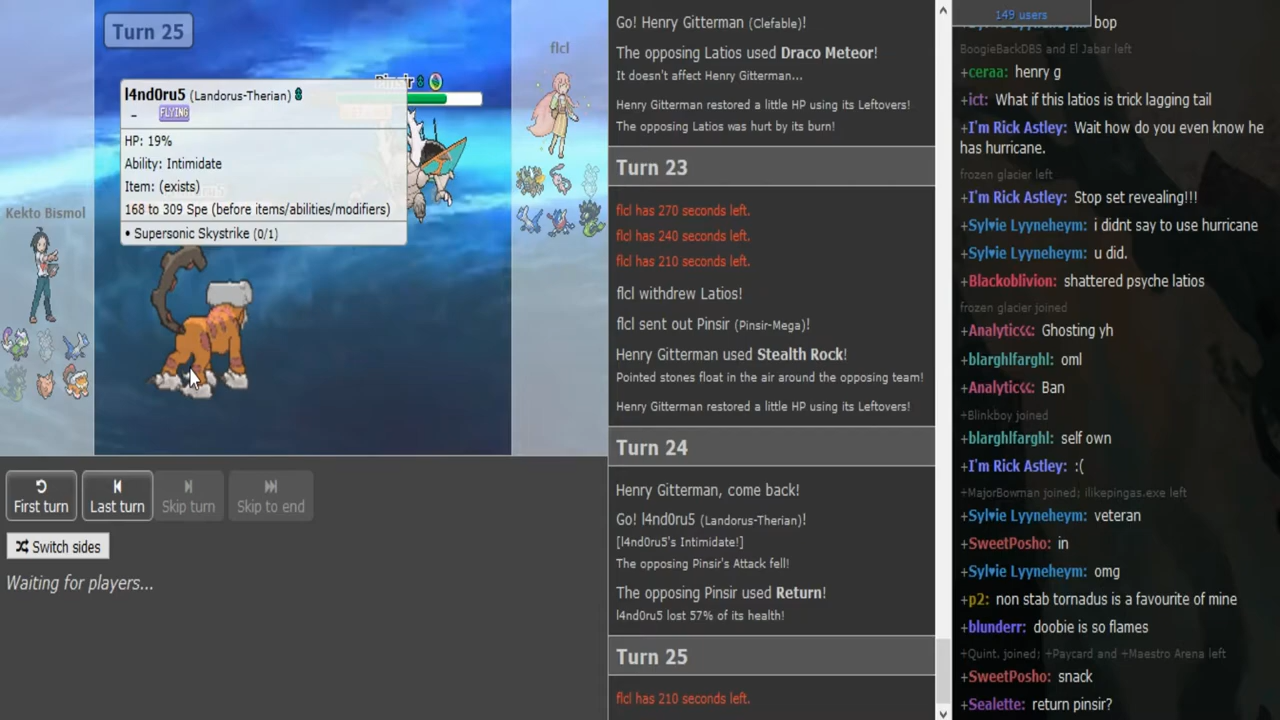 Turn 25
Kekto Bismol
l4nd0ru5 (Landorus-Therian)
– FLYING
HP: 19%
Ability: Intimidate
Item: (exists)
168 to 309 Spe (before items/abilities/modifiers)
• Supersonic Skystrike (0/1)
flcl
First turn
Last turn
Skip turn
Skip to end
Switch sides
Waiting for players...
Go! Henry Gitterman (Clefable)!
The opposing Latios used Draco Meteor!
It doesn't affect Henry Gitterman...
Henry Gitterman restored a little HP using its Leftovers!
The opposing Latios was hurt by its burn!
Turn 23
flcl has 270 seconds left.
flcl has 240 seconds left.
flcl has 210 seconds left.
flcl withdrew Latios!
flcl sent out Pinsir (Pinsir-Mega)!
Henry Gitterman used Stealth Rock!
Pointed stones float in the air around the opposing team!
Henry Gitterman restored a little HP using its Leftovers!
Turn 24
Henry Gitterman, come back!
Go! l4nd0ru5 (Landorus-Therian)!
[l4nd0ru5's Intimidate!]
The opposing Pinsir's Attack fell!
The opposing Pinsir used Return!
l4nd0ru5 lost 57% of its health!
Turn 25
flcl has 210 seconds left.
149 users
bop
BoogieBackDBS and El Jabar left
+ceraa: henry g
+ict: What if this latios is trick lagging tail
+I'm Rick Astley: Wait how do you even know he
has hurricane.
frozen glacier left
+I'm Rick Astley: Stop set revealing!!!
+Syl♥ie Lyyneheym: i didnt say to use hurricane
+Syl♥ie Lyyneheym: u did.
+Blackoblivion: shattered psyche latios
frozen glacier joined
+Analytic<<: Ghosting yh
+blarghlfarghl: oml
+Analytic<<: Ban
+Blinkboy joined
+blarghlfarghl: self own
+I'm Rick Astley: :(
+MajorBowman joined; ilikepingas.exe left
+Syl♥ie Lyyneheym: veteran
+SweetPosho: in
+Syl♥ie Lyyneheym: omg
+p2: non stab tornadus is a favourite of mine
+blunderr: doobie is so flames
+Quint. joined; +Paycard and +Maestro Arena left
+SweetPosho: snack
+Sealette: return pinsir?